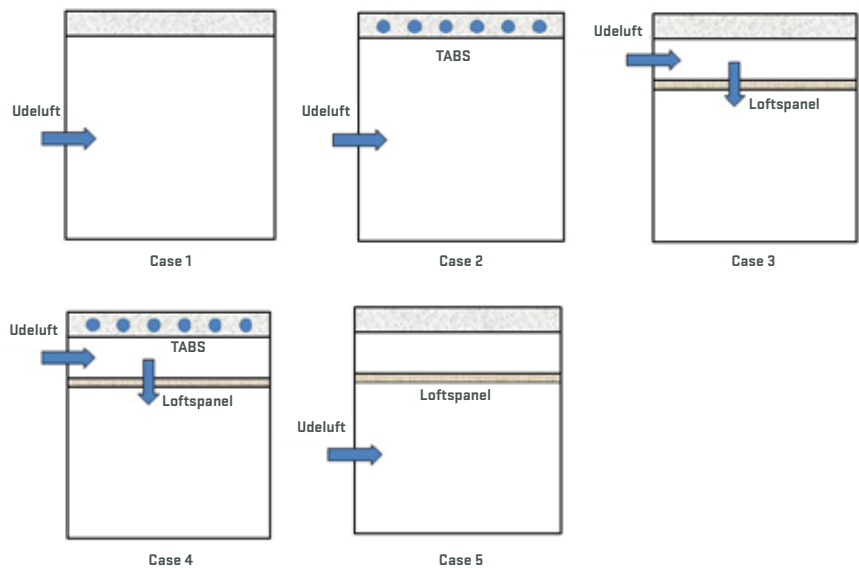 Udeluft
Case 1
TABS
Udeluft
Case 2
Udeluft
Loftspanel
Case 3
Udeluft
TABS
Loftspanel
Case 4
Loftspanel
Udeluft
Case 5